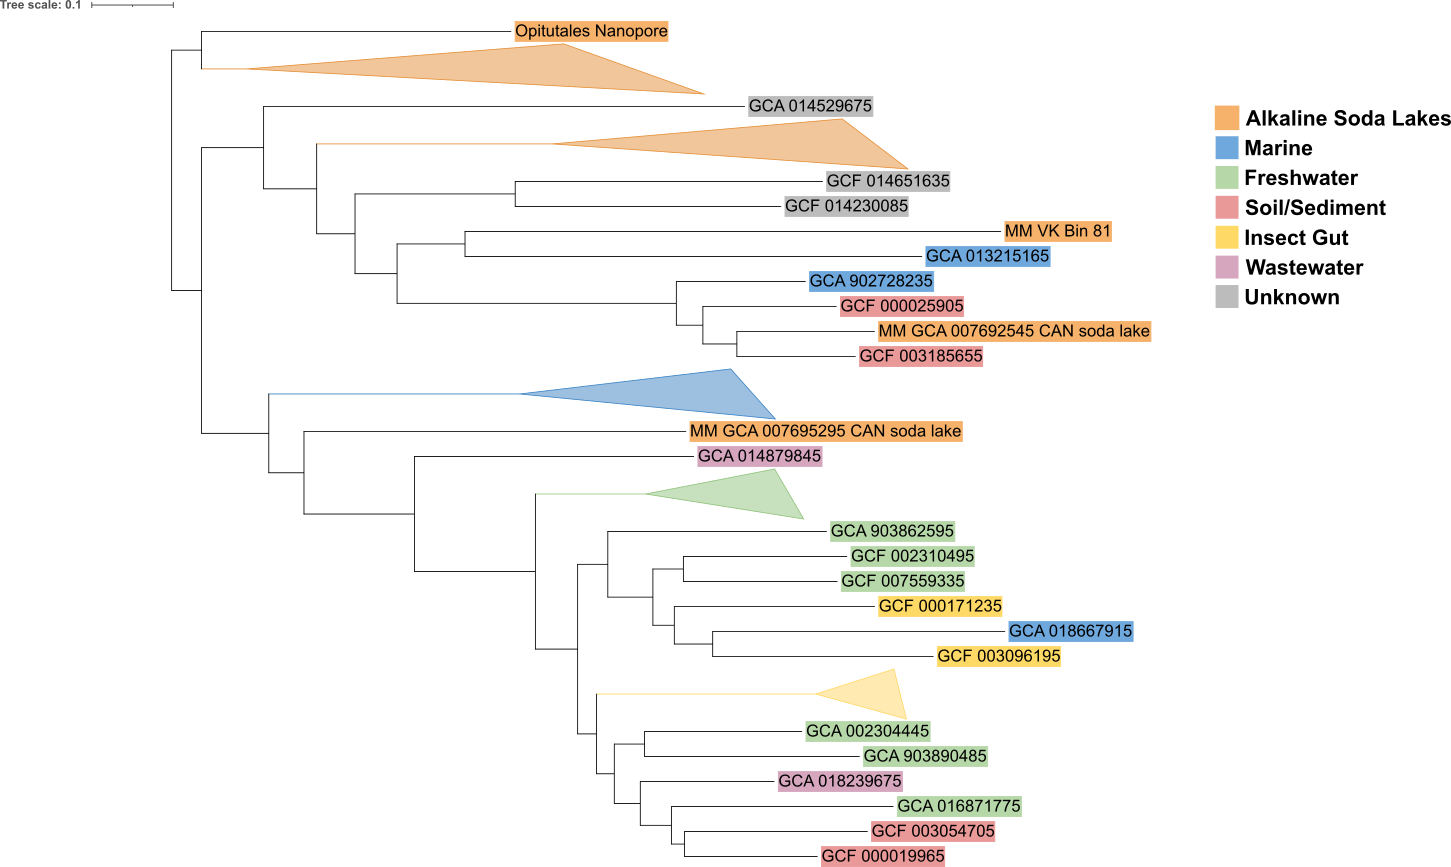 Tree scale: 0.1
Opitutales Nanopore
GCA 014529675
GCF 014651635
GCF 014230085
MM VK Bin 81
GCA 013215165
GCA 902728235
GCF 000025905
MM GCA 007692545 CAN soda lake
GCF 003185655
MM GCA 007695295 CAN soda lake
GCA 014879845
GCA 903862595
GCF 002310495
GCF 007559335
GCF 000171235
GCA 018667915
GCF 003096195
GCA 002304445
GCA 903890485
GCA 018239675
GCA 016871775
GCF 003054705
GCF 000019965
Alkaline Soda Lakes
Marine
Freshwater
Soil/Sediment
Insect Gut
Wastewater
Unknown